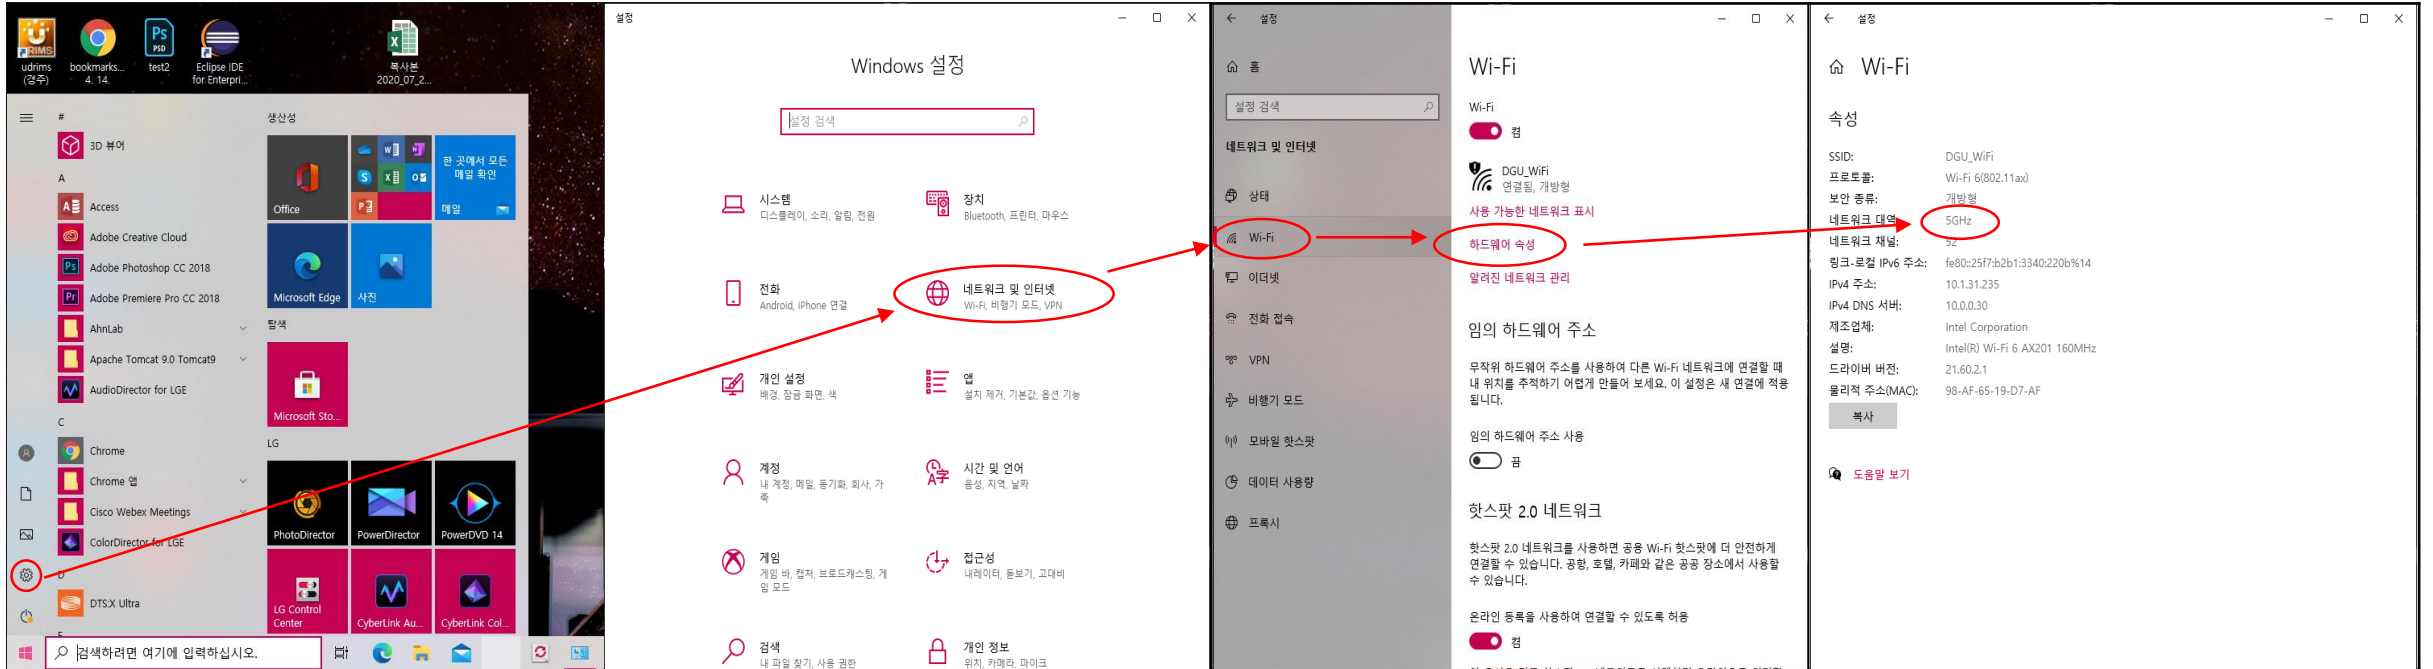 udrims
(경주)
bookmarks...
4. 14.
test2
Eclipse IDE
for Enterpri...
복사본
2020_07_2...
#
3D 뷰어
A
Access
Adobe Creative Cloud
Adobe Photoshop CC 2018
Adobe Premiere Pro CC 2018
AhnLab
Apache Tomcat 9.0 Tomcat9
AudioDirector for LGE
C
Chrome
Chrome 앱
Cisco Webex Meetings
ColorDirector for LGE
D
DTS:X Ultra
생산성
Office
한 곳에서 모든
메일 확인
메일
Microsoft Edge
사진
탐색
Microsoft Sto...
LG
PhotoDirector
PowerDirector
PowerDVD 14
LG Control
Center
CyberLink Au...
CyberLink Col...
검색하려면 여기에 입력하십시오.
설정
Windows 설정
설정 검색
시스템
디스플레이, 소리, 알림, 전원
장치
Bluetooth, 프린터, 마우스
전화
Android, iPhone 연결
네트워크 및 인터넷
Wi-Fi, 비행기 모드, VPN
개인 설정
배경, 잠금 화면, 색
앱
설치 제거, 기본값, 옵션 기능
계정
내 계정, 메일, 동기화, 회사, 가
족
시간 및 언어
음성, 지역, 날짜
게임
게임 바, 캡처, 브로드캐스팅, 게
임 모드
접근성
내레이터, 돋보기, 고대비
검색
내 파일 찾기, 사용 권한
개인 정보
위치, 카메라, 마이크
설정
홈
설정 검색
네트워크 및 인터넷
상태
Wi-Fi
이더넷
전화 접속
VPN
비행기 모드
모바일 핫스팟
데이터 사용량
프록시
Wi-Fi
Wi-Fi
켬
DGU_WiFi
연결됨, 개방형
사용 가능한 네트워크 표시
하드웨어 속성
알려진 네트워크 관리
임의 하드웨어 주소
무작위 하드웨어 주소를 사용하여 다른 Wi-Fi 네트워크에 연결할 때
내 위치를 추적하기 어렵게 만들어 보세요. 이 설정은 새 연결에 적용
됩니다.
임의 하드웨어 주소 사용
끔
핫스팟 2.0 네트워크
핫스팟 2.0 네트워크를 사용하면 공용 Wi-Fi 핫스팟에 더 안전하게
연결할 수 있습니다. 공항, 호텔, 카페와 같은 공공 장소에서 사용할
수 있습니다.
온라인 등록을 사용하여 연결할 수 있도록 허용
켬
설정
Wi-Fi
속성
SSID: DGU_WiFi
프로토콜: Wi-Fi 6(802.11ax)
보안 종류: 개방형
네트워크 대역 5GHz
네트워크 채널: 52
링크-로컬 IPv6 주소: fe80::25f7:b2b1:3340:220b%14
IPv4 주소: 10.1.31.235
IPv4 DNS 서버: 10.0.0.30
제조업체: Intel Corporation
설명: Intel(R) Wi-Fi 6 AX201 160MHz
드라이버 버전: 21.60.2.1
물리적 주소(MAC): 98-AF-65-19-D7-AF
복사
도움말 보기